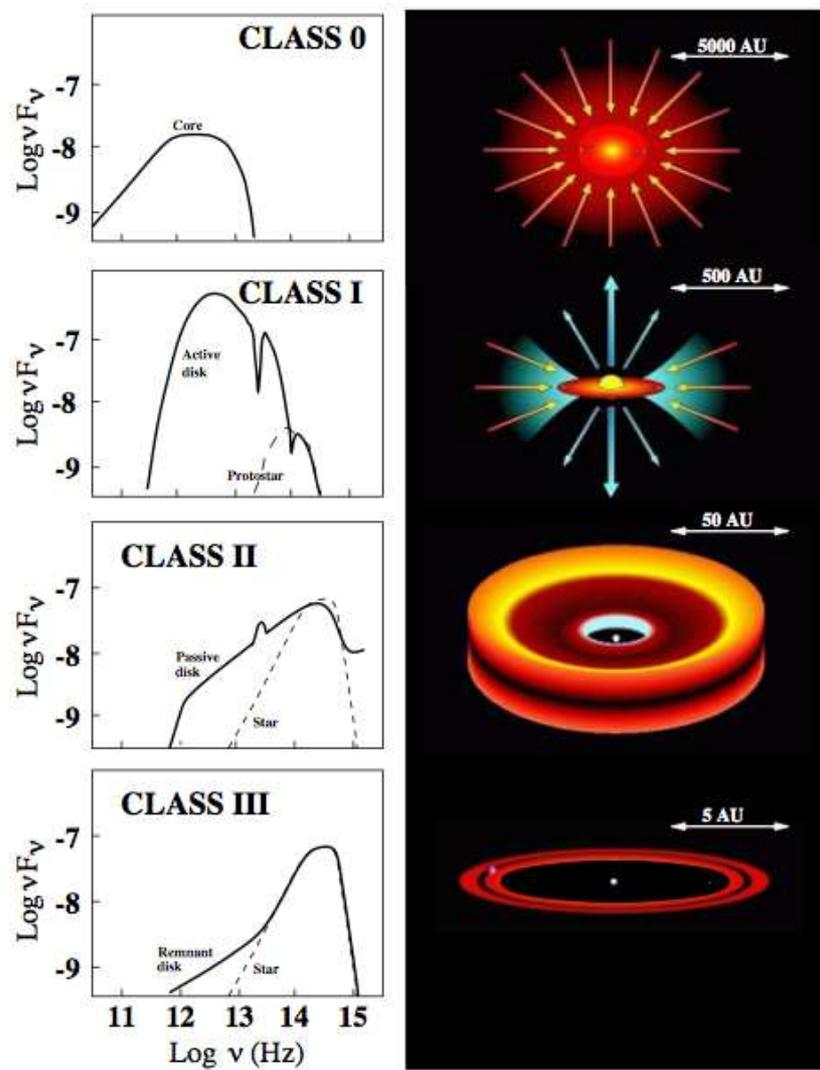 CLASS 0
5000 AU
Log νFν
-7
-8
-9
Core
CLASS I
500 AU
Log νFν
-7
-8
-9
Active
disk
Protostar
CLASS II
50 AU
Log νFν
-7
-8
-9
Passive
disk
Star
CLASS III
5 AU
Log νFν
-7
-8
-9
Remnant
disk
Star
11 12 13 14 15
Log ν (Hz)